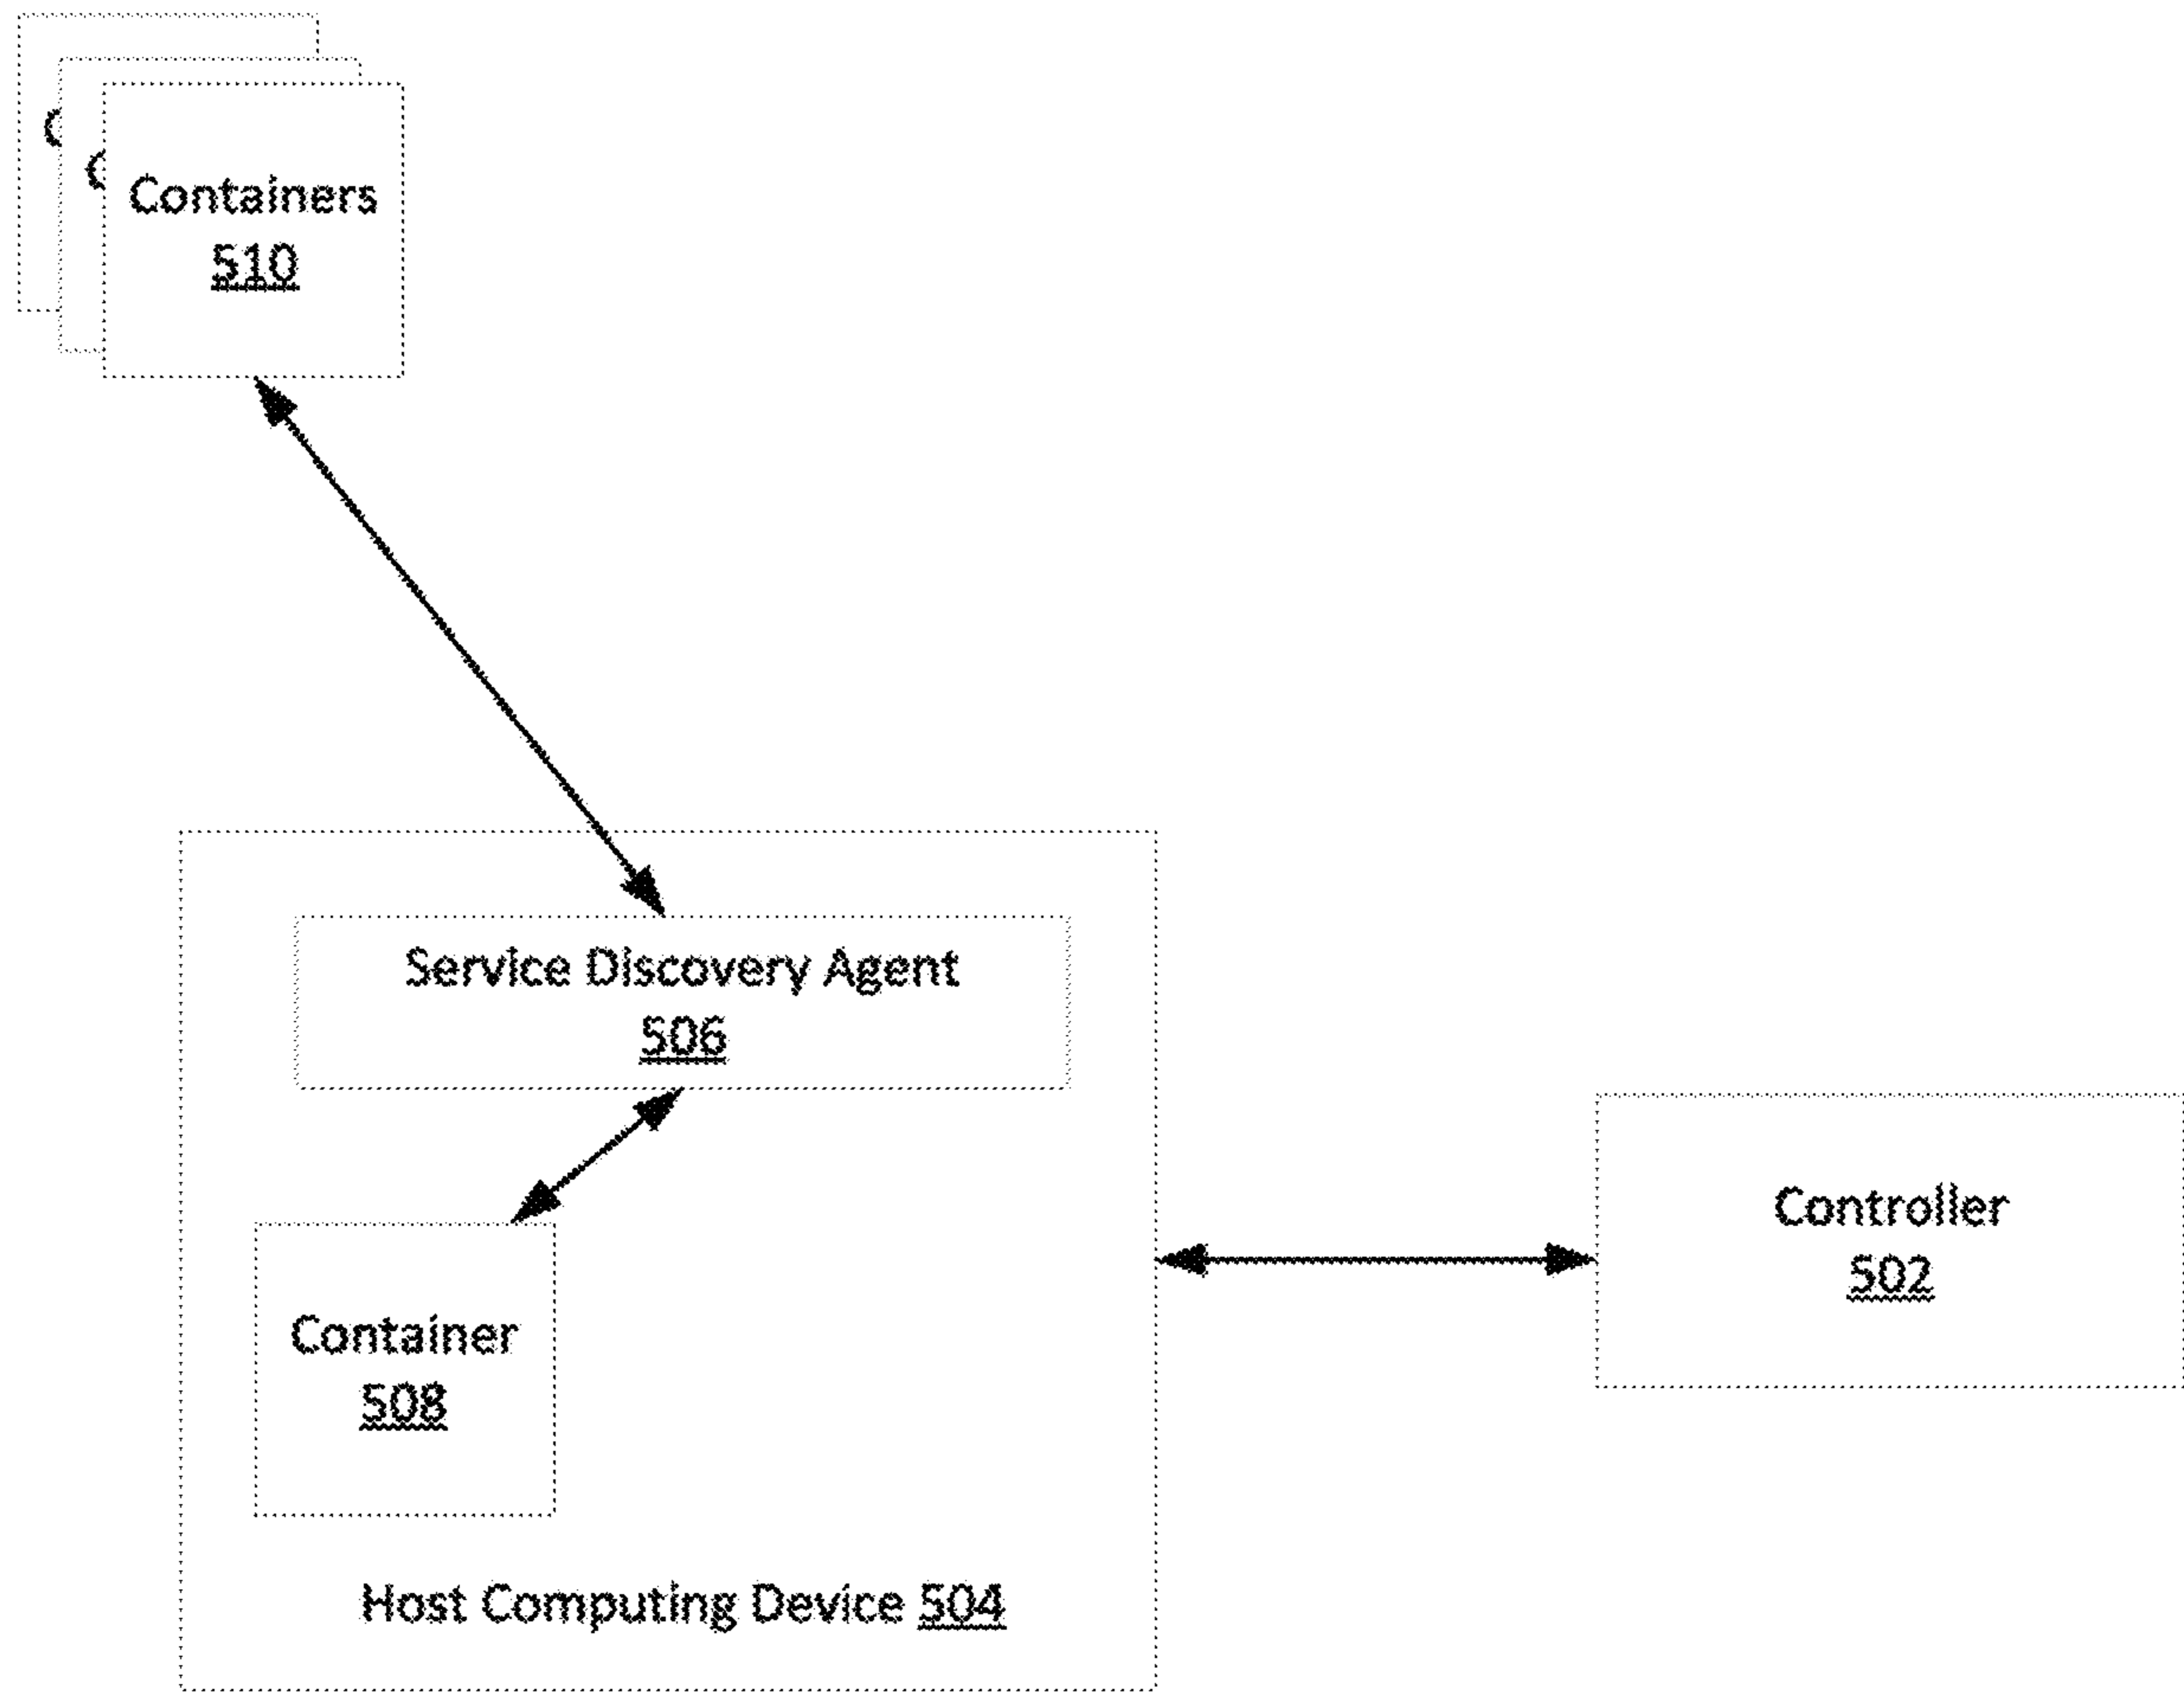 C
C
Containers
510
Service Discovery Agent
506
Controller
502
Container
508
Host Computing Device 504